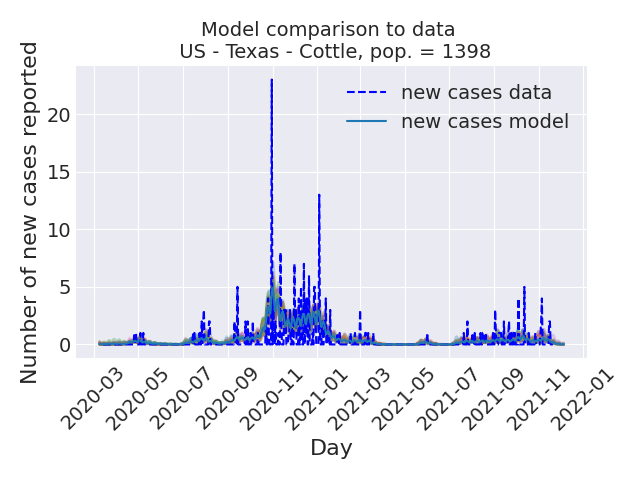 Model comparison to data
US - Texas - Cottle, pop. = 1398
Number of new cases reported
new cases data
new cases model
20
15
10
5
0
2020-03
2020-05
2020-07
2020-09
2020-11
2021-01
2021-03
2021-05
2021-07
2021-09
2021-11
2022-01
Day